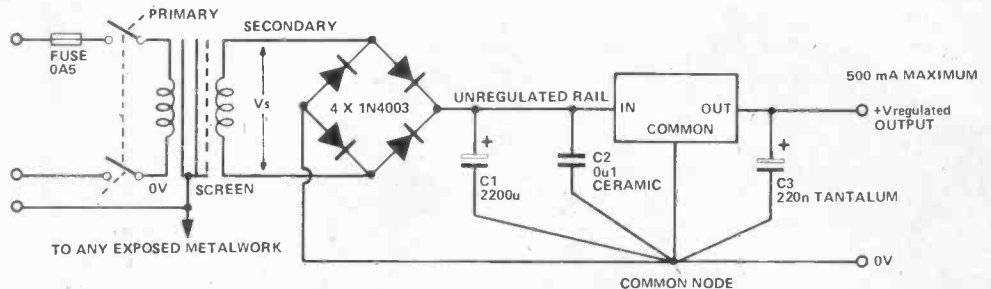 PRIMARY
SECONDARY
FUSE
0A5
Vs
4 X 1N4003
UNREGULATED RAIL
IN
OUT
COMMON
500 mA MAXIMUM
+Vregulated
OUTPUT
+
C1
2200u
C2
0u1
CERAMIC
+
C3
220n TANTALUM
0V
SCREEN
TO ANY EXPOSED METALWORK
0V
COMMON NODE